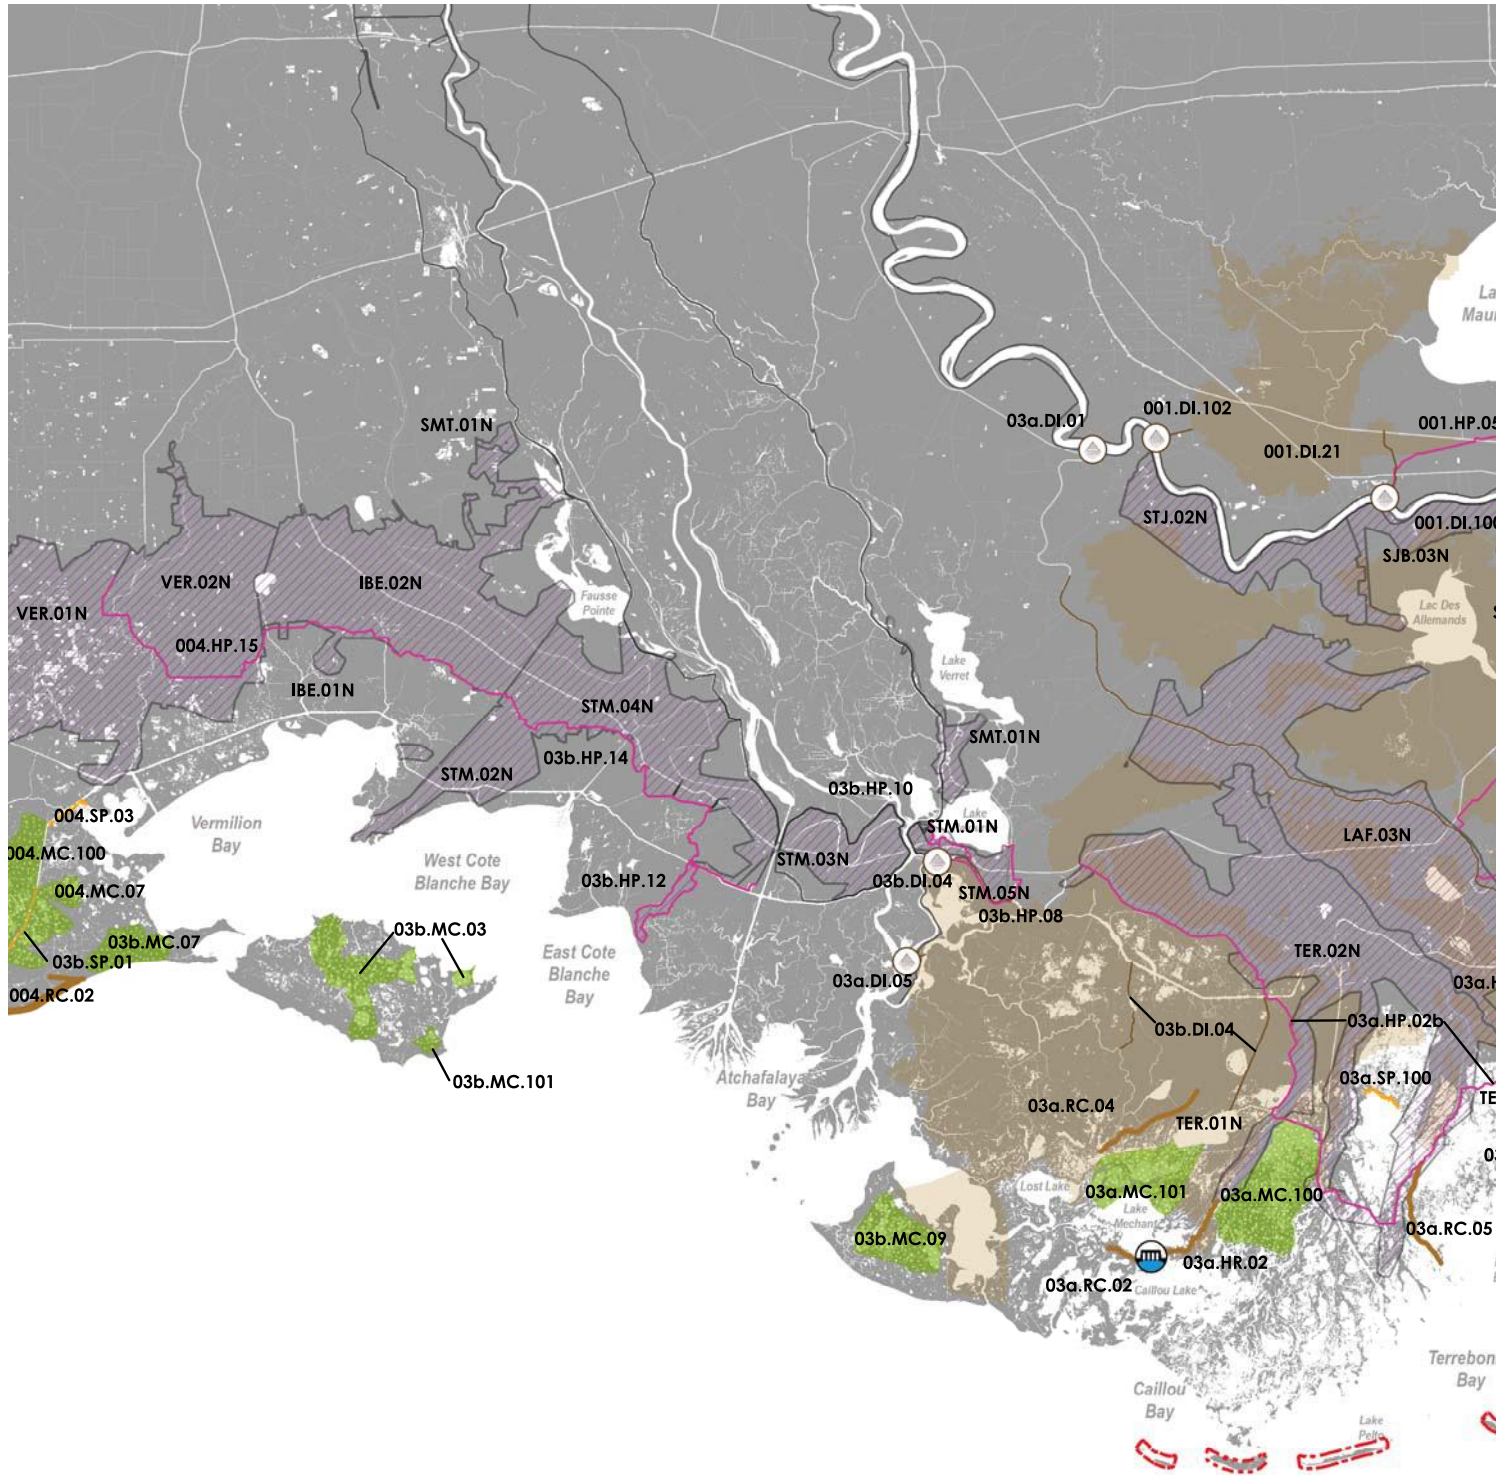 La
Mau
SMT.01N
03a.DI.01
001.DI.102
001.HP.05
001.DI.21
STJ.02N
001.DI.100
SJB.03N
VER.02N
IBE.02N
VER.01N
Fausse
Pointe
Lac Des
Allemands
S
004.HP.15
IBE.01N
Lake
Verret
STM.04N
SMT.01N
03b.HP.14
STM.02N
03b.HP.10
004.SP.03
Vermilion
Bay
Lake
STM.01N
LAF.03N
004.MC.100
West Cote
Blanche Bay
STM.03N
03b.HP.12
03b.DI.04
STM.05N
004.MC.07
03b.HP.08
03b.MC.03
03b.MC.07
03b.SP.01
East Cote
Blanche
Bay
TER.02N
004.RC.02
03a.DI.05
03a.H
03b.DI.04
03a.HP.02b
03b.MC.101
Atchafalaya
Bay
03a.SP.100
TE
03a.RC.04
TER.01N
03
Lost Lake
03a.MC.101
03a.MC.100
Lake
Mechant
03b.MC.09
03a.RC.05
03a.HR.02
03a.RC.02
Caillou Lake
Terrebon
Bay
Caillou
Bay
Lake
Pelto